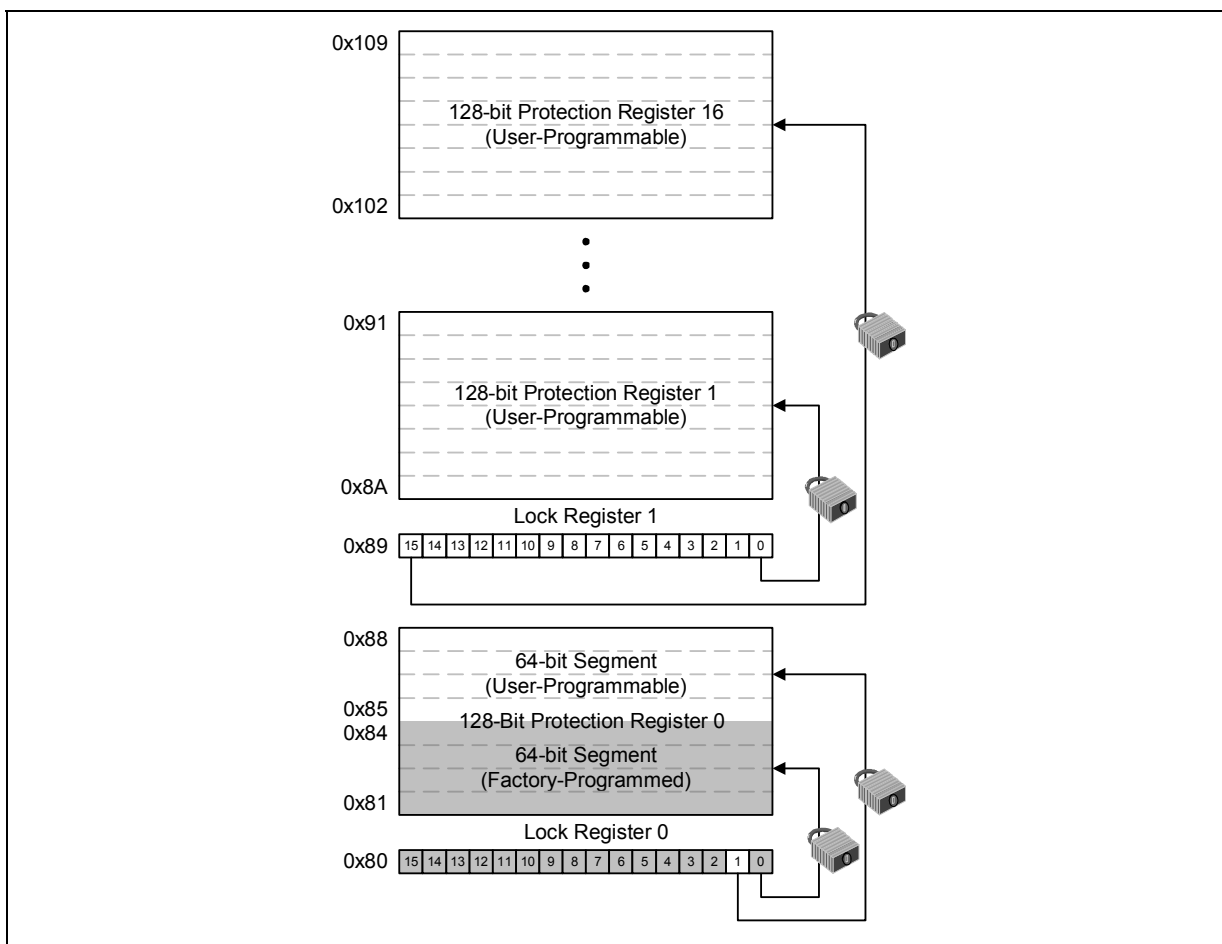 0x109
128-bit Protection Register 16
(User-Programmable)
0x102
0x91
128-bit Protection Register 1
(User-Programmable)
0x8A
Lock Register 1
0x89 15 14 13 12 11 10 9 8 7 6 5 4 3 2 1 0
0x88
64-bit Segment
(User-Programmable)
0x85
128-Bit Protection Register 0
0x84
64-bit Segment
(Factory-Programmed)
0x81
Lock Register 0
0x80 15 14 13 12 11 10 9 8 7 6 5 4 3 2 1 0